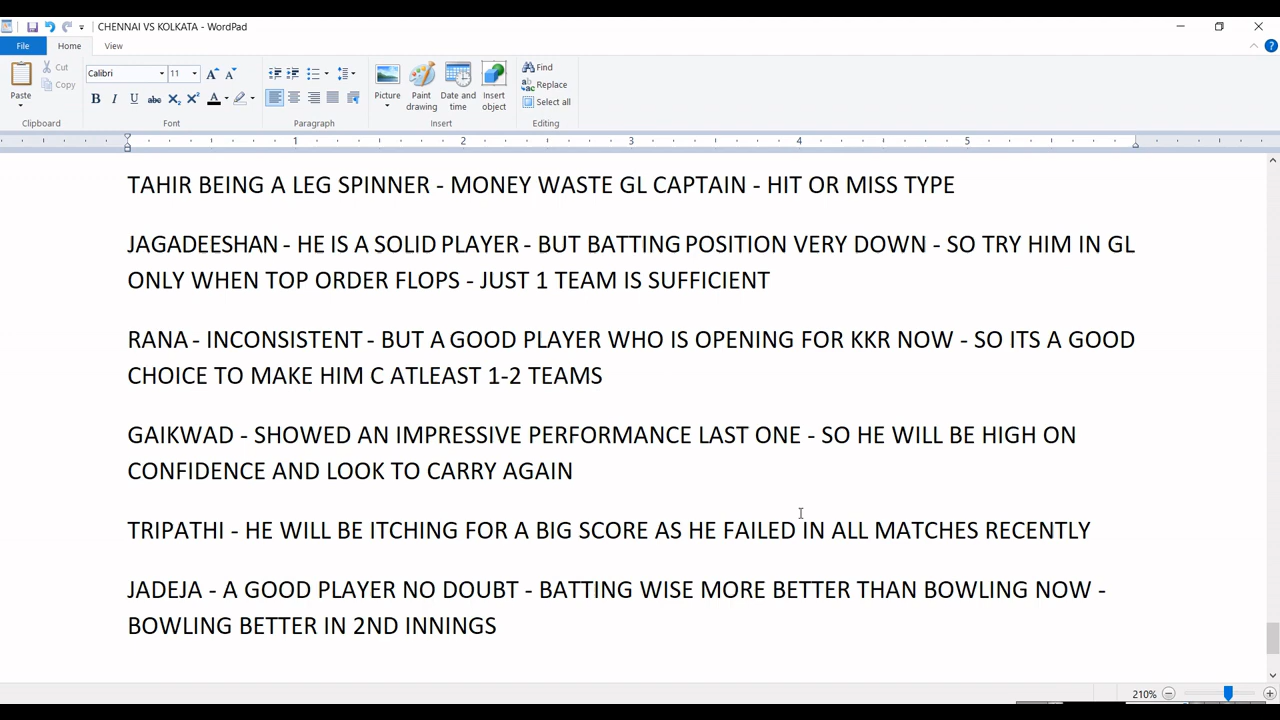 CHENNAI VS KOLKATA - WordPad
File Home View
Paste
Cut
Copy
Clipboard
Calibri 11
Font
Paragraph
Picture
Paint drawing
Date and time
Insert object
Insert
Find
Replace
Select all
Editing
1 2 3 4 5
TAHIR BEING A LEG SPINNER - MONEY WASTE GL CAPTAIN - HIT OR MISS TYPE
JAGADEESHAN - HE IS A SOLID PLAYER - BUT BATTING POSITION VERY DOWN - SO TRY HIM IN GL
ONLY WHEN TOP ORDER FLOPS - JUST 1 TEAM IS SUFFICIENT
RANA - INCONSISTENT - BUT A GOOD PLAYER WHO IS OPENING FOR KKR NOW - SO ITS A GOOD
CHOICE TO MAKE HIM C ATLEAST 1-2 TEAMS
GAIKWAD - SHOWED AN IMPRESSIVE PERFORMANCE LAST ONE - SO HE WILL BE HIGH ON
CONFIDENCE AND LOOK TO CARRY AGAIN
TRIPATHI - HE WILL BE ITCHING FOR A BIG SCORE AS HE FAILED IN ALL MATCHES RECENTLY
JADEJA - A GOOD PLAYER NO DOUBT - BATTING WISE MORE BETTER THAN BOWLING NOW -
BOWLING BETTER IN 2ND INNINGS
210%